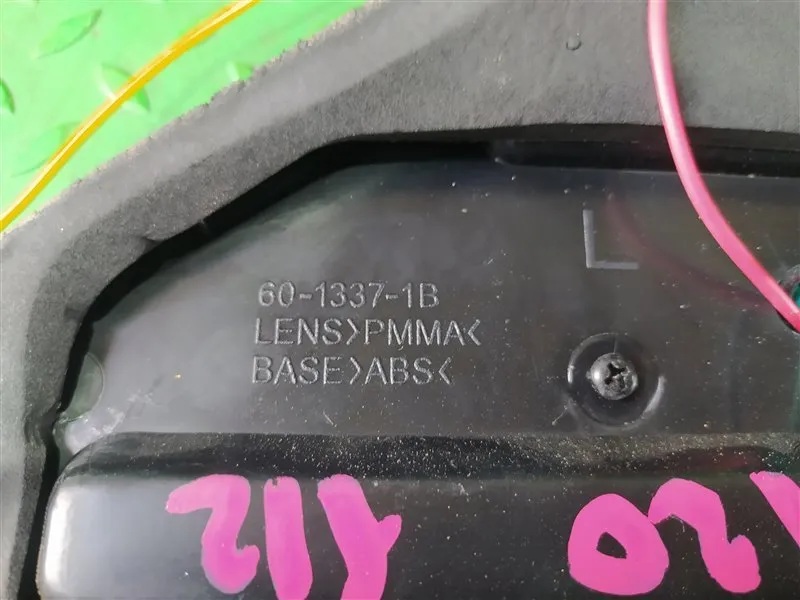 L
60-1337-1B
LENS>PMMA<
BASE>ABS<